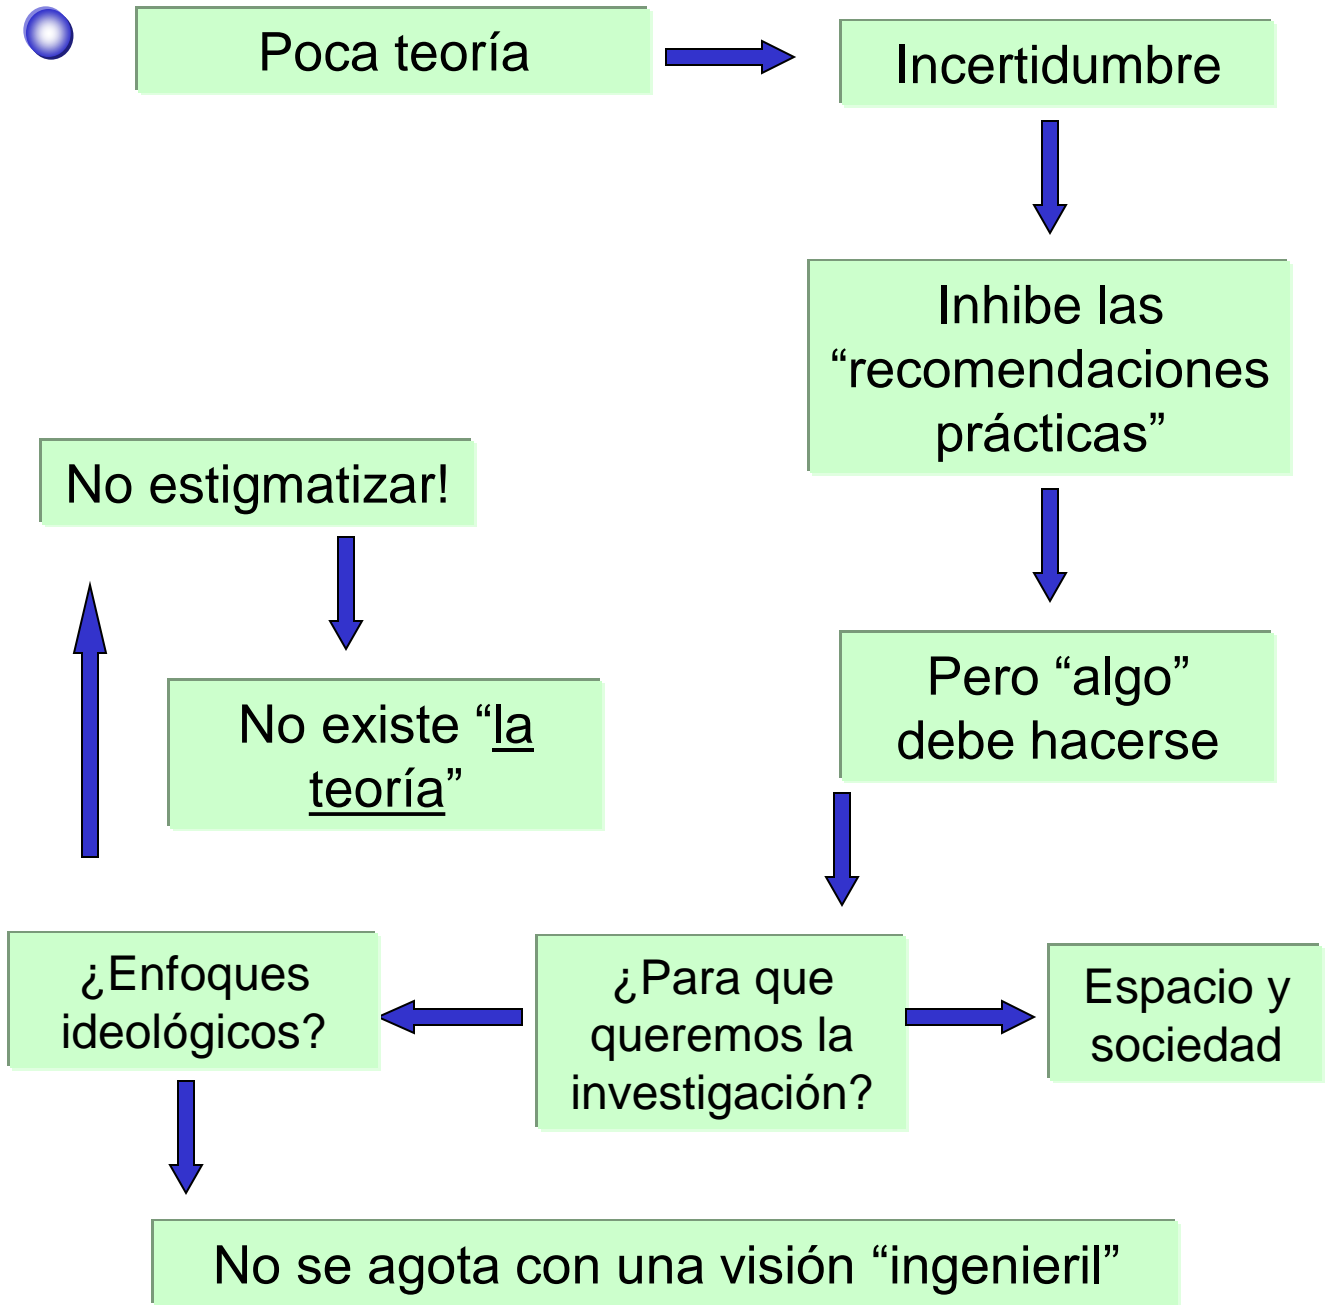 Poca teoría
Incertidumbre
Inhibe las
“recomendaciones
prácticas”
No estigmatizar!
Pero “algo”
debe hacerse
No existe “la
teoría”
¿Enfoques
ideológicos?
¿Para que
queremos la
investigación?
Espacio y
sociedad
No se agota con una visión “ingenieril”